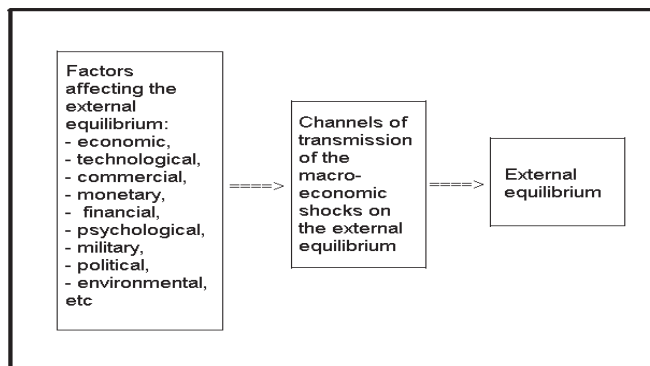 Factors
affecting the
external
equilibrium:
- economic,
- technological,
- commercial,
- monetary,
- financial,
- psychological,
- military,
- political,
- environmental,
etc
====>
Channels of
transmission
of the
macro-
economic
shocks on
the external
equilibrium
====>
External
equilibrium